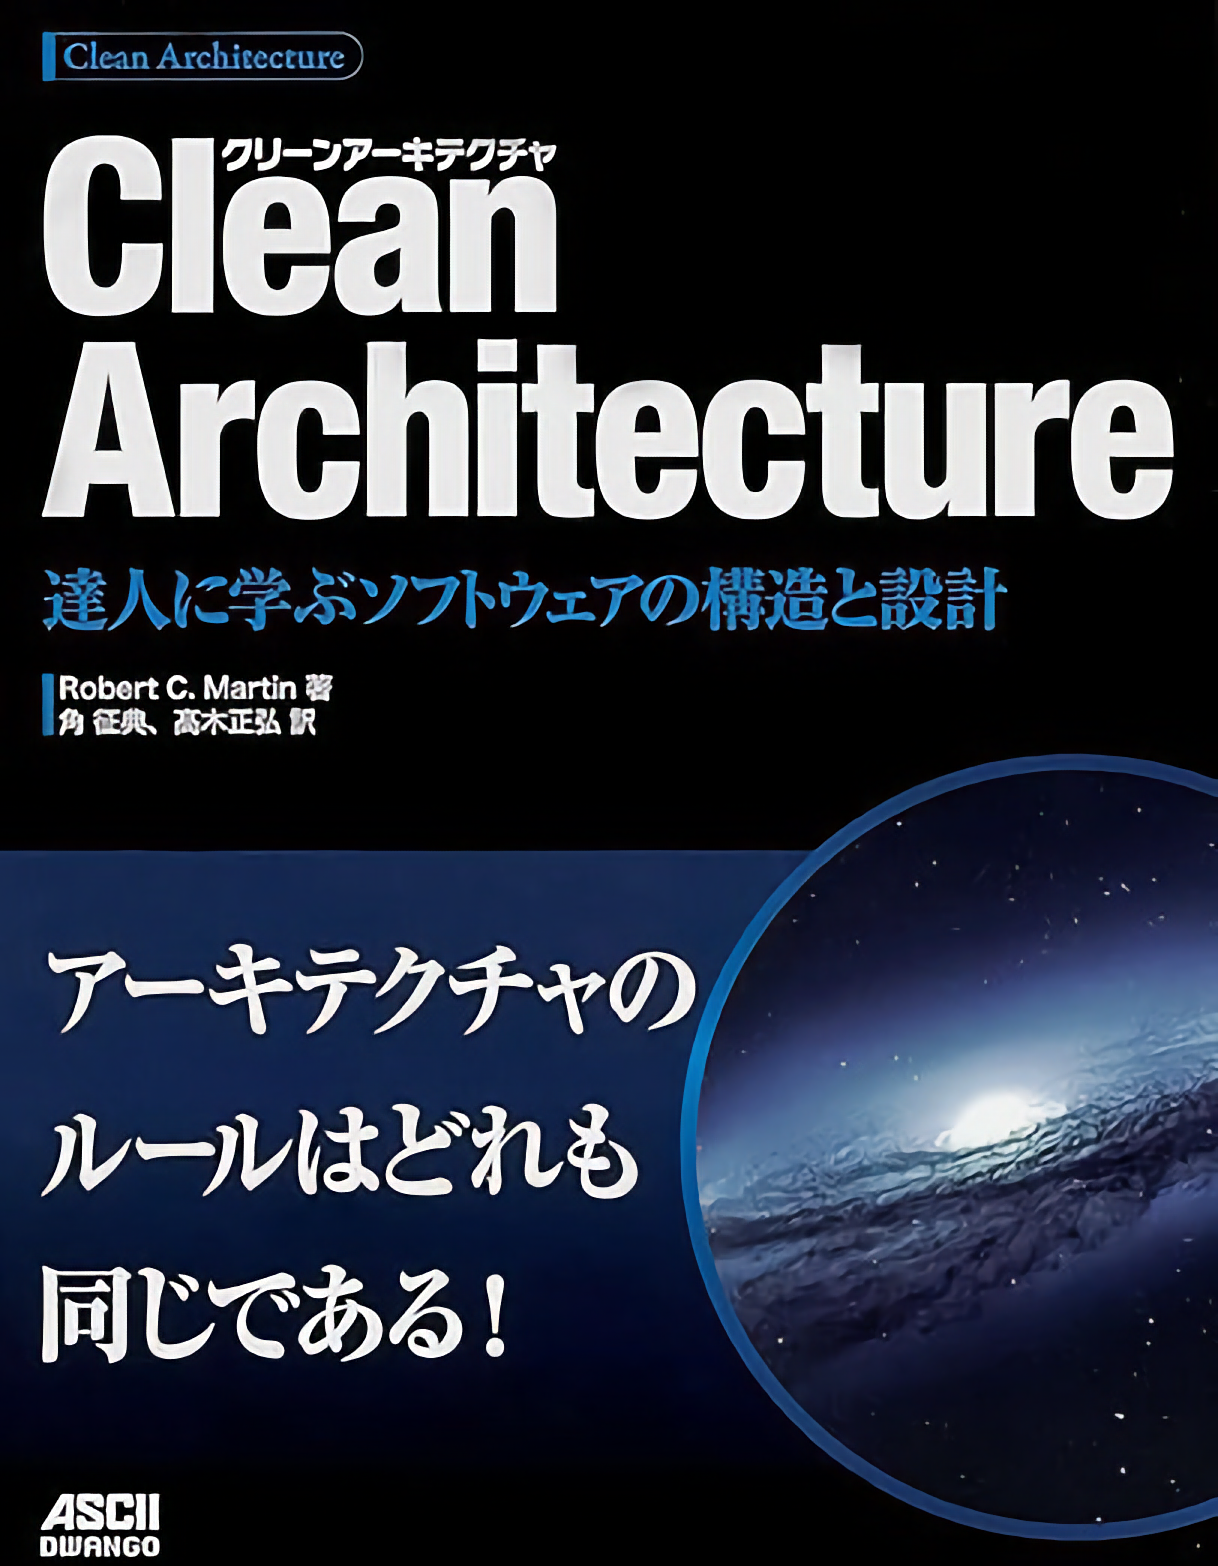 Clean Architecture
クリーンアーキテクチャ
Clean
Architecture
達人に学ぶソフトウェアの構造と設計
Robert C. Martin 著
角 征典、髙木正弘 訳
アーキテクチャの
ルールはどれも
同じである!
ASCII
DWANGO